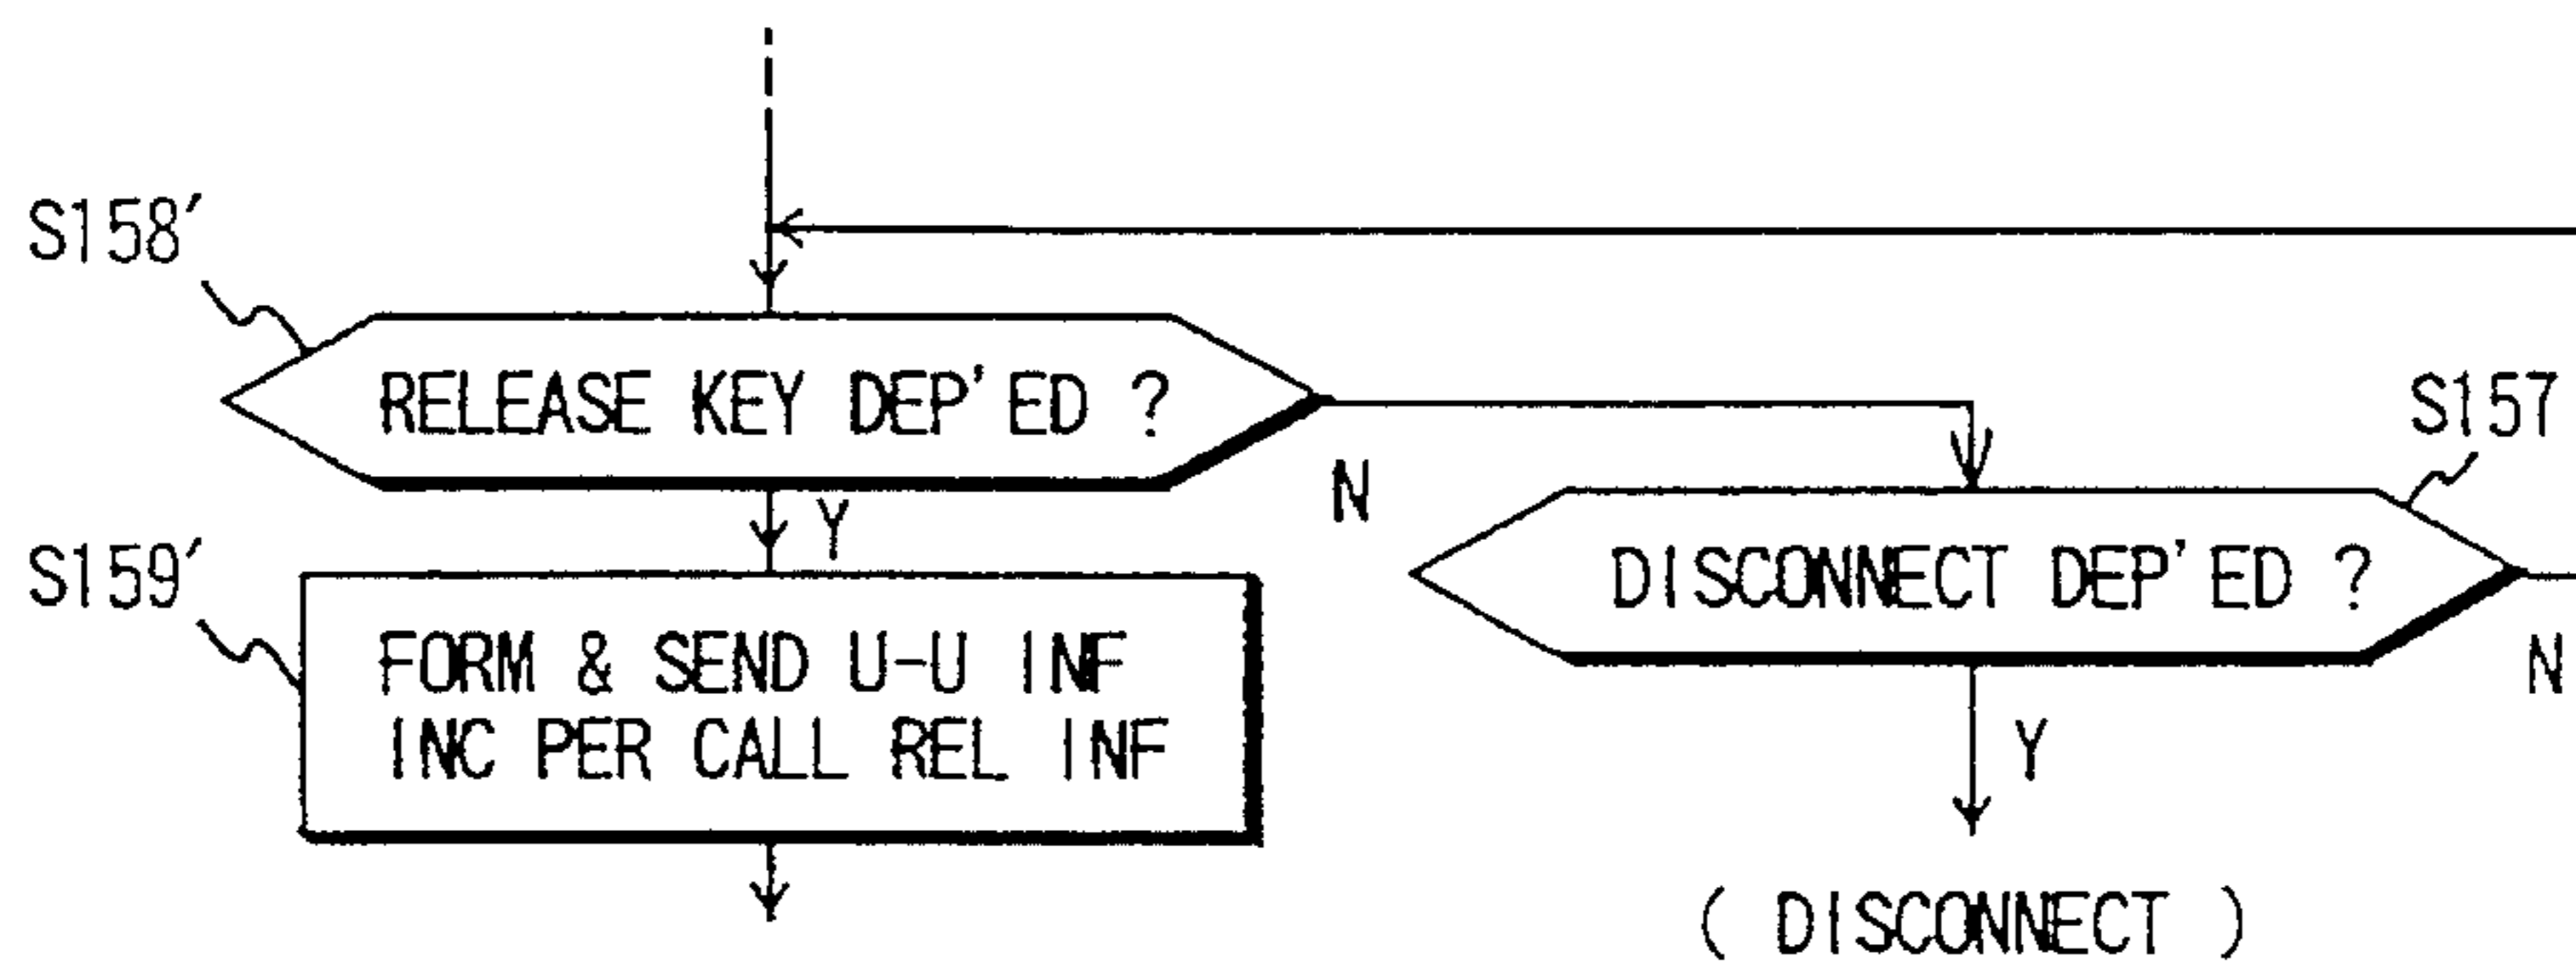 S158′
RELEASE KEY DEP'ED ?
N
S157
Y
DISCONNECT DEP'ED ?
N
S159′
FORM & SEND U-U INF
INC PER CALL REL INF
Y
( DISCONNECT )